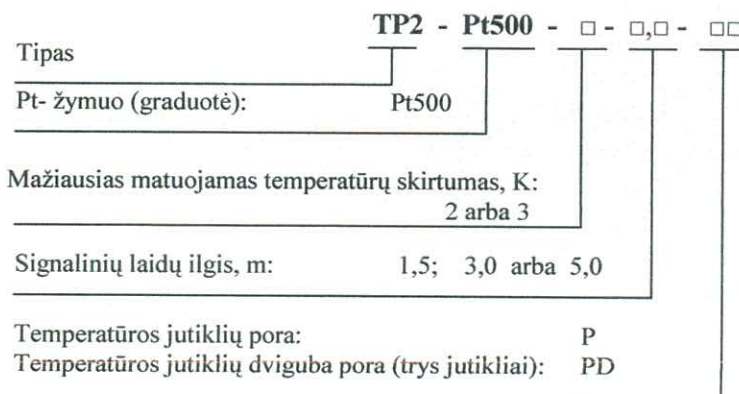 TP2 - Pt500 - □ - □,□ - □□
Tipas
Pt- žymuo (graduotė): Pt500
Mažiausias matuojamas temperatūrų skirtumas, K:
2 arba 3
Signalinių laidų ilgis, m: 1,5; 3,0 arba 5,0
Temperatūros jutiklių pora: P
Temperatūros jutiklių dviguba pora (trys jutikliai): PD